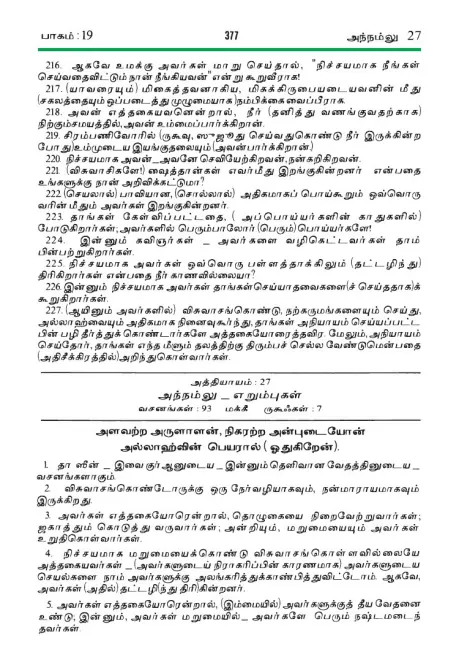 பாகம் : 19 377 அந்நம்லு 27
216. ஆகவே உமக்கு அவர்கள் மாறு செய்தால், "நிச்சயமாக நீங்கள்
செய்வதைவிட்டும் நான் நீங்கியவன்" என்று கூறுவீராக!
217. (யாவரையும்) மிகைத்தவனாகிய, மிகக்கிருபையுடையவனின் மீது
(சகலத்தையும் ஒப்படைத்து முழுமையாக) நம்பிக்கை வைப்பீராக.
218. அவன் எத்தகையவனென்றால், நீர் (தனித்து வணங்குவதற்காக)
நிற்கும் சமயத்தில், அவன் உம்மைப் பார்க்கிறான்.
219. சிரம்பணிவோரில் (ருகூவு, ஸுஜூது செய்வதுகொண்டு நீர் இருக்கின்ற
போது) உம்முடைய இயங்குதலையும் (அவன் பார்க்கிறான்.)
220. நிச்சயமாக அவன் _ அவனே செவியேற்கிறவன், நன்கறிகிறவன்.
221. (விசுவாசிகளே!) ஷைத்தான்கள் எவர்மீது இறங்குகின்றனர் என்பதை
உங்களுக்கு நான் அறிவிக்கட்டுமா?
222. (செயலால்) பாவியான, (சொல்லால்) அதிகமாகப் பொய்கூறும் ஒவ்வொரு
வரின் மீதும் அவர்கள் இறங்குகின்றனர்.
223. தாங்கள் கேள்விப்பட்டதை, ( அப்பொய்யர்களின் காதுகளில்)
போடுகிறார்கள்; அவர்களில் பெரும்பாலோர் (பெரும்) பொய்யர்களே!
224. இன்னும் கவிஞர்கள் _ அவர்களை வழிகெட்டவர்கள் தாம்
பின்பற்றுகிறார்கள்.
225. நிச்சயமாக அவர்கள் ஒவ்வொரு பள்ளத்தாக்கிலும் (தட்டழிந்து)
திரிகிறார்கள் என்பதை நீர் காணவில்லையா?
226. இன்னும் நிச்சயமாக அவர்கள் தாங்கள் செய்யாதவைகளை(ச் செய்ததாக)க்
கூறுகிறார்கள்.
227. (ஆயினும் அவர்களில்) விசுவாசங்கொண்டு, நற்கருமங்களையும் செய்து,
அல்லாஹ்வையும் அதிகமாக நினைவு கூர்ந்து, தாங்கள் அநியாயம் செய்யப்பட்ட
பின் பழி தீர்த்துக் கொண்டார்களே அத்தகையோரைத்தவிர. மேலும், அநியாயம்
செய்தோர், தாங்கள் எந்த மீளும் தலத்திற்கு திரும்பச் செல்ல வேண்டுமென்பதை
(அதிசீக்கிரத்தில்) அறிந்துகொள்வார்கள்.
அத்தியாயம் : 27
அந்நம்லு _ எறும்புகள்
வசனங்கள் : 93 மக்கீ ருகூஃகள் : 7
அளவற்ற அருளாளன், நிகரற்ற அன்புடையோன்
அல்லாஹ்வின் பெயரால் ( ஓதுகிறேன்).
1. தா ஸீன் _ இவை குர்ஆனுடைய _ இன்னும் தெளிவான வேதத்தினுடைய _
வசனங்களாகும்.
2. விசுவாசங்கொண்டோருக்கு ஒரு நேர்வழியாகவும், நன்மாராயமாகவும்
இருக்கிறது.
3. அவர்கள் எத்தகையோரென்றால், தொழுகையை நிறைவேற்றுவார்கள்;
ஜகாத்தும் கொடுத்து வருவார்கள்; அன்றியும், மறுமையையும் அவர்கள்
உறுதிகொள்வார்கள்.
4. நிச்சயமாக மறுமையைக்கொண்டு விசுவாசங்கொள்ளவில்லையே
அத்தகையவர்கள் _ (அவர்களுடைய நிராகரிப்பின் காரணமாக) அவர்களுடைய
செயல்களை நாம் அவர்களுக்கு அலங்கரித்துக்காண்பித்துவிட்டோம். ஆகவே,
அவர்கள் (அதில்) தட்டழி(ந்து திரி)கின்றனர்.
5. அவர்கள் எத்தகையோரென்றால், (இம்மையில்) அவர்களுக்குத் தீய வேதனை
உண்டு; இன்னும், அவர்கள் மறுமையில் _ அவர்களே பெரும் நஷ்டமடைந்
தவர்கள்.